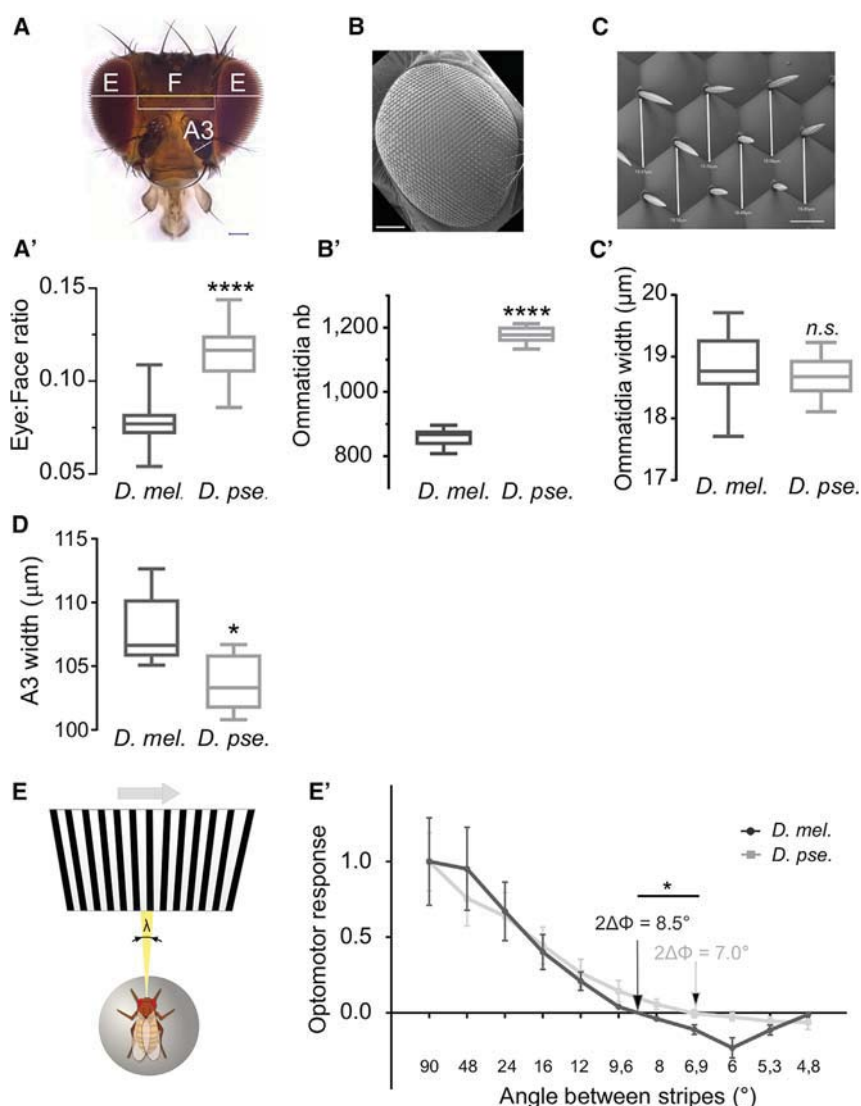 A
E F E
A3
B
C
A'
Eye:Face ratio
0.15
0.10
0.05
****
D. mel.
D. pse.
B'
Ommatidia nb
1,200
1,000
800
****
D. mel.
D. pse.
C'
Ommatidia width (μm)
20
19
18
17
n.s.
D. mel.
D. pse.
D
A3 width (μm)
115
110
105
100
*
D. mel.
D. pse.
E
λ
E'
Optomotor response
1.0
0.5
0.0
D. mel.
D. pse.
*
2ΔΦ = 8.5°
2ΔΦ = 7.0°
90 48 24 16 12 9,6 8 6,9 6 5,3 4,8
Angle between stripes (°)